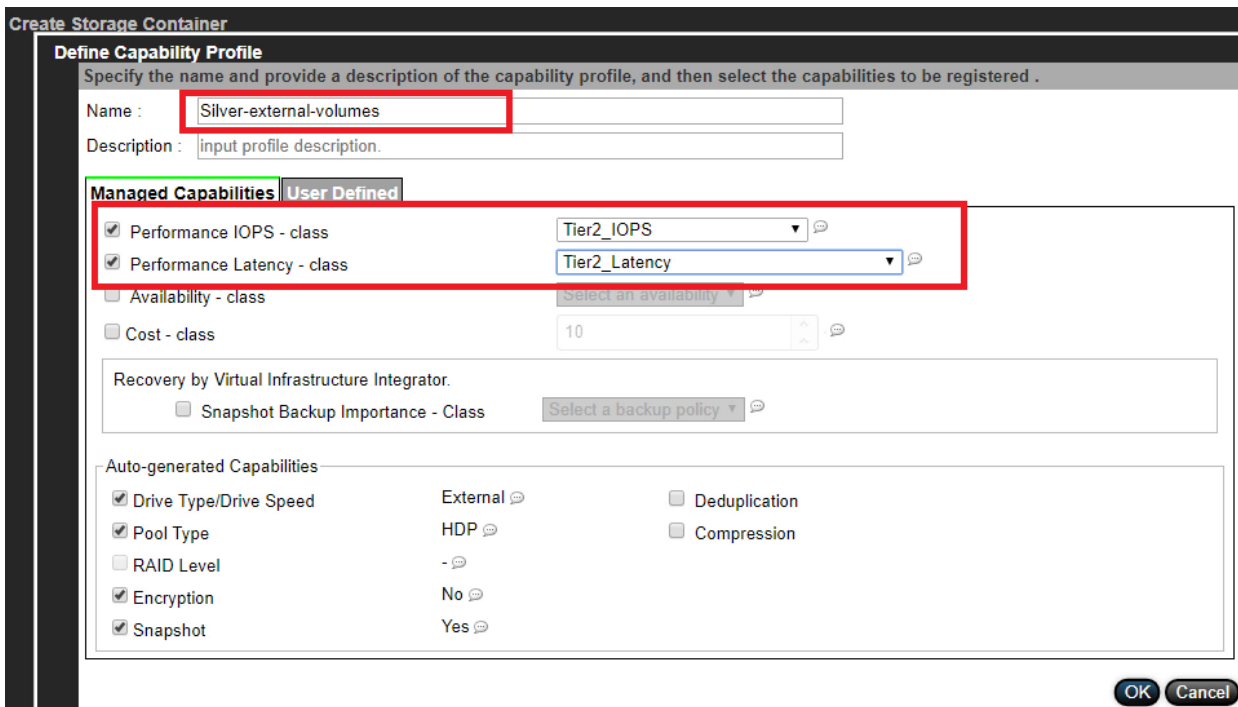 Create Storage Container
Define Capability Profile
Specify the name and provide a description of the capability profile, and then select the capabilities to be registered .
Name : Silver-external-volumes
Description : input profile description.
Managed Capabilities User Defined
Performance IOPS - class Tier2_IOPS
Performance Latency - class Tier2_Latency
Availability - class Select an availability
Cost - class 10
Recovery by Virtual Infrastructure Integrator.
Snapshot Backup Importance - Class Select a backup policy
Auto-generated Capabilities
Drive Type/Drive Speed External Deduplication
Pool Type HDP Compression
RAID Level -
Encryption No
Snapshot Yes
OK Cancel